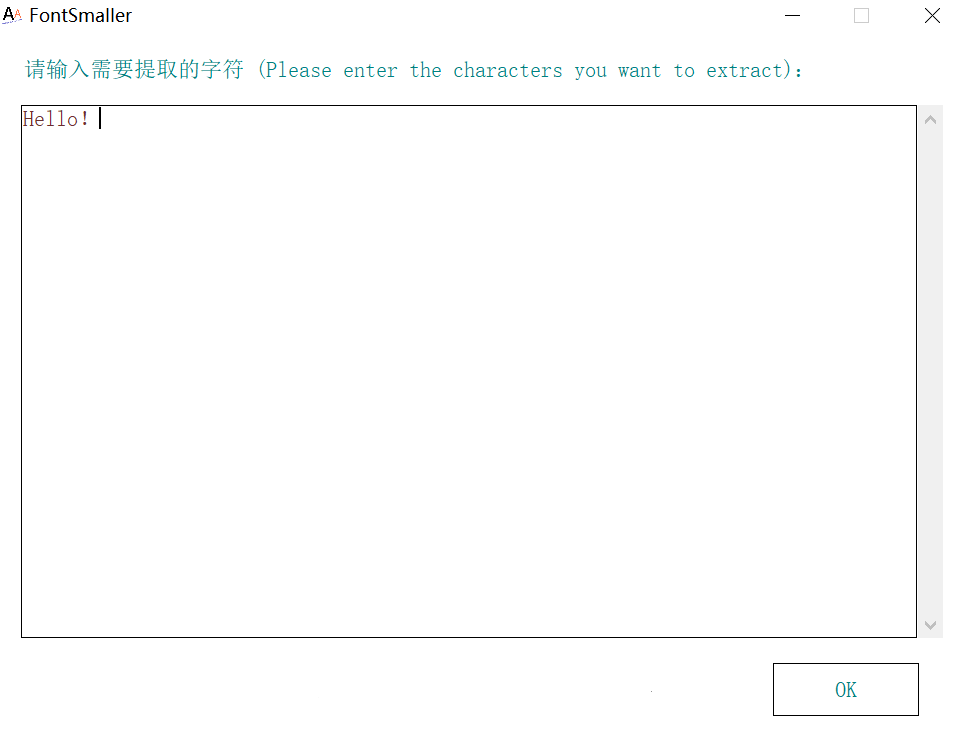 FontSmaller
请输入需要提取的字符 (Please enter the characters you want to extract):
Hello!
OK